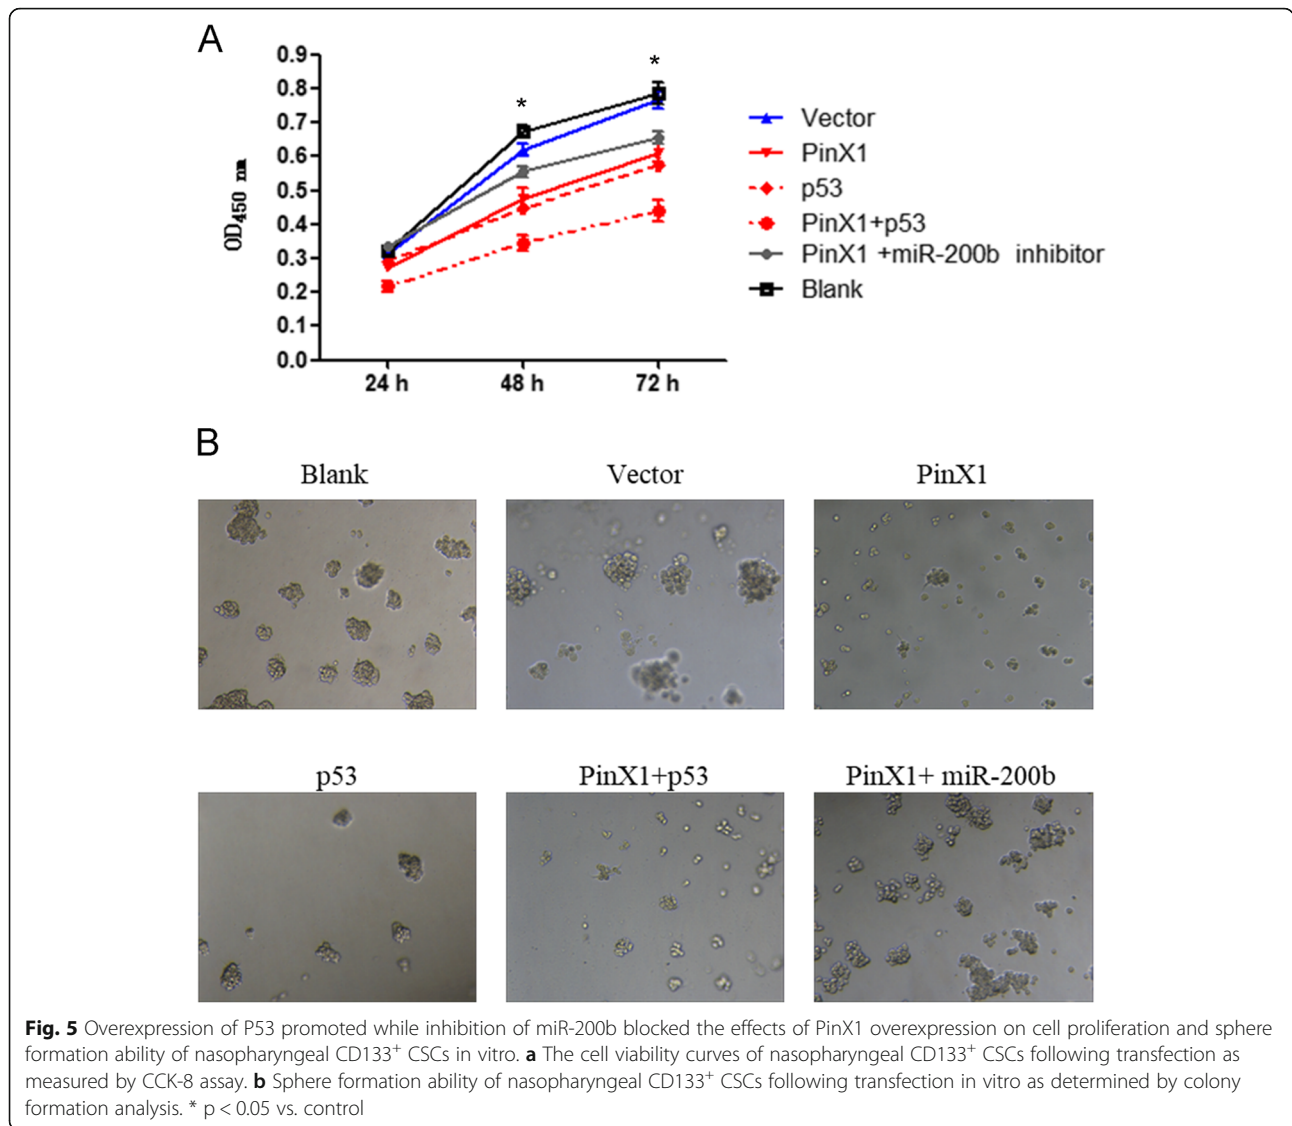 A
*
*
0.9
0.8
0.7
0.6
0.5
0.4
0.3
0.2
0.1
0.0
OD450 nm
24 h 48 h 72 h
Vector
PinX1
p53
PinX1+p53
PinX1 +miR-200b inhibitor
Blank
B
Blank Vector PinX1
p53 PinX1+p53 PinX1+ miR-200b
Fig. 5 Overexpression of P53 promoted while inhibition of miR-200b blocked the effects of PinX1 overexpression on cell proliferation and sphere
formation ability of nasopharyngeal CD133+ CSCs in vitro. a The cell viability curves of nasopharyngeal CD133+ CSCs following transfection as
measured by CCK-8 assay. b Sphere formation ability of nasopharyngeal CD133+ CSCs following transfection in vitro as determined by colony
formation analysis. * p < 0.05 vs. control